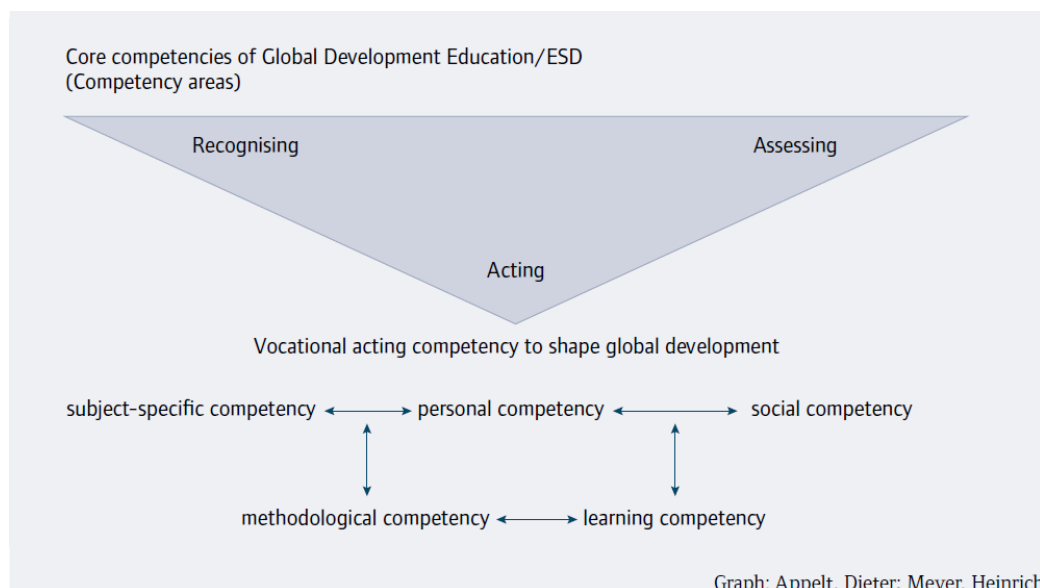 Core competencies of Global Development Education/ESD
(Competency areas)
Recognising
Assessing
Acting
Vocational acting competency to shape global development
subject-specific competency
personal competency
social competency
methodological competency
learning competency
Graph: Appelt, Dieter; Meyer, Heinrich